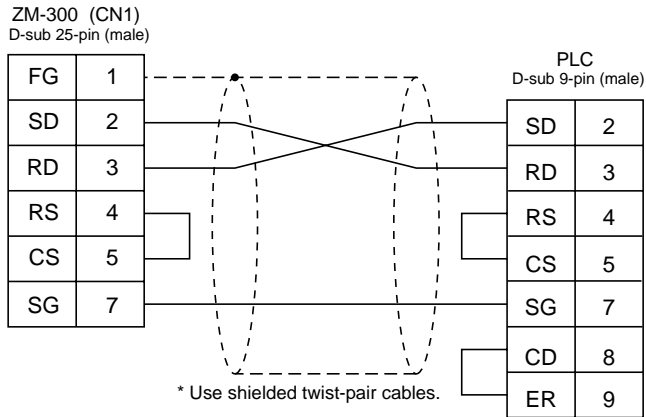 ZM-300 (CN1)
D-sub 25-pin (male)
FG 1
SD 2
RD 3
RS 4
CS 5
SG 7
PLC
D-sub 9-pin (male)
SD 2
RD 3
RS 4
CS 5
SG 7
CD 8
ER 9
* Use shielded twist-pair cables.